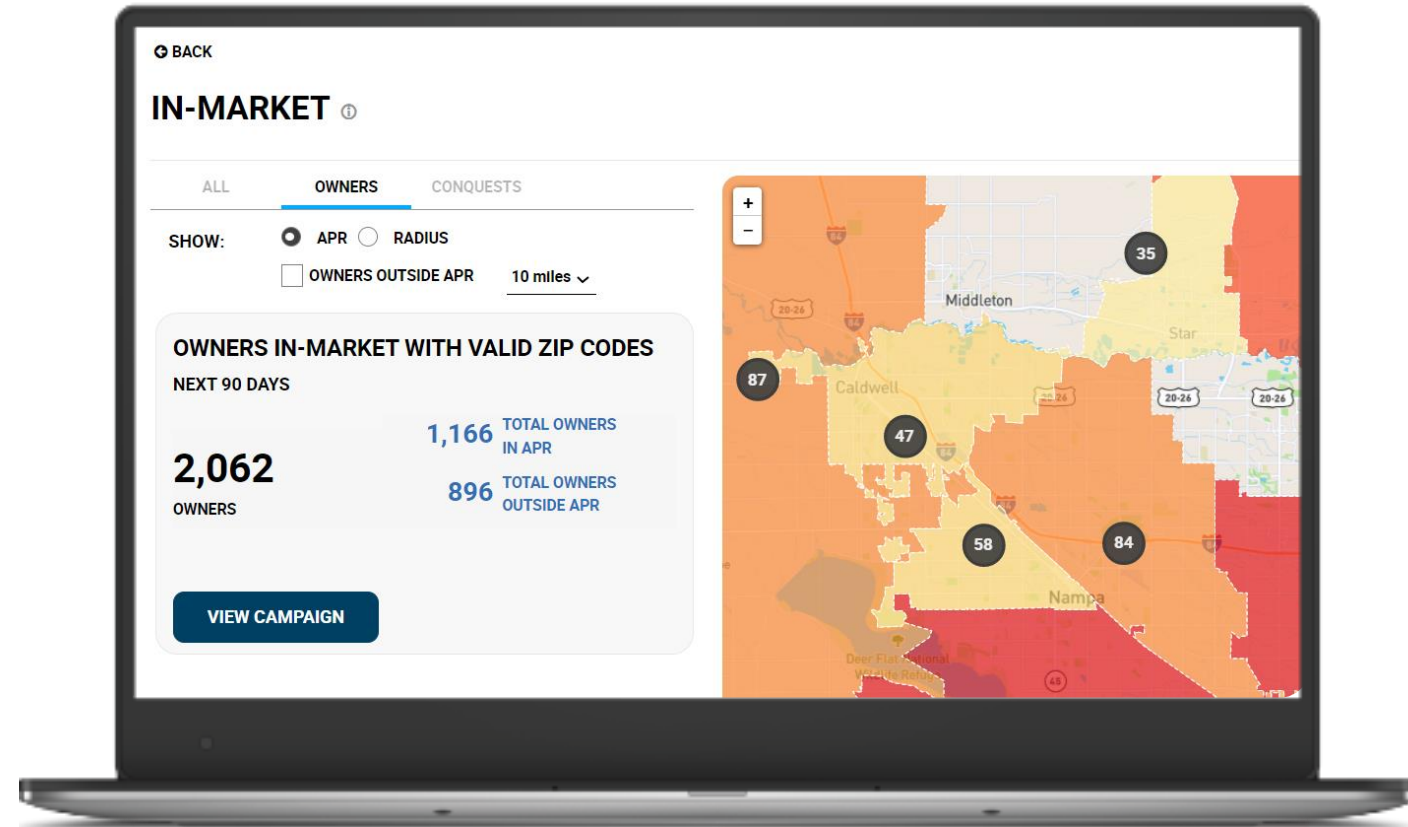 BACK
IN-MARKET
ALL OWNERS CONQUESTS
SHOW: APR RADIUS
OWNERS OUTSIDE APR 10 miles
OWNERS IN-MARKET WITH VALID ZIP CODES
NEXT 90 DAYS
2,062
OWNERS
1,166 TOTAL OWNERS
IN APR
896 TOTAL OWNERS
OUTSIDE APR
VIEW CAMPAIGN
+
−
84
35
Middleton
20-26
84
Star
87
Caldwell
20-26
20-26
20-26
47
84
84
58
84
84
Nampa
Deer Flat National
Wildlife Refug
45